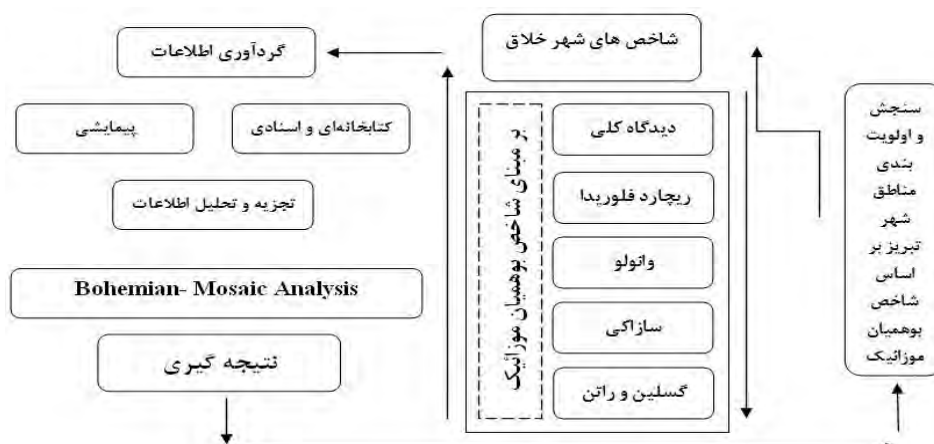 شاخص های شهر خلاق
گردآوری اطلاعات
سنجش
و اولویت
بندی
مناطق
شهر
تبریز بر
اساس
شاخص
بوهمیان
موزائیک
بر مبنای شاخص بوهمیان موزائیک
دیدگاه کلی
ریچارد فلوریدا
وانولو
سازاکی
گسلین و راتن
کتابخانه‌ای و اسنادی
پیمایشی
تجزیه و تحلیل اطلاعات
Bohemian- Mosaic Analysis
نتیجه گیری